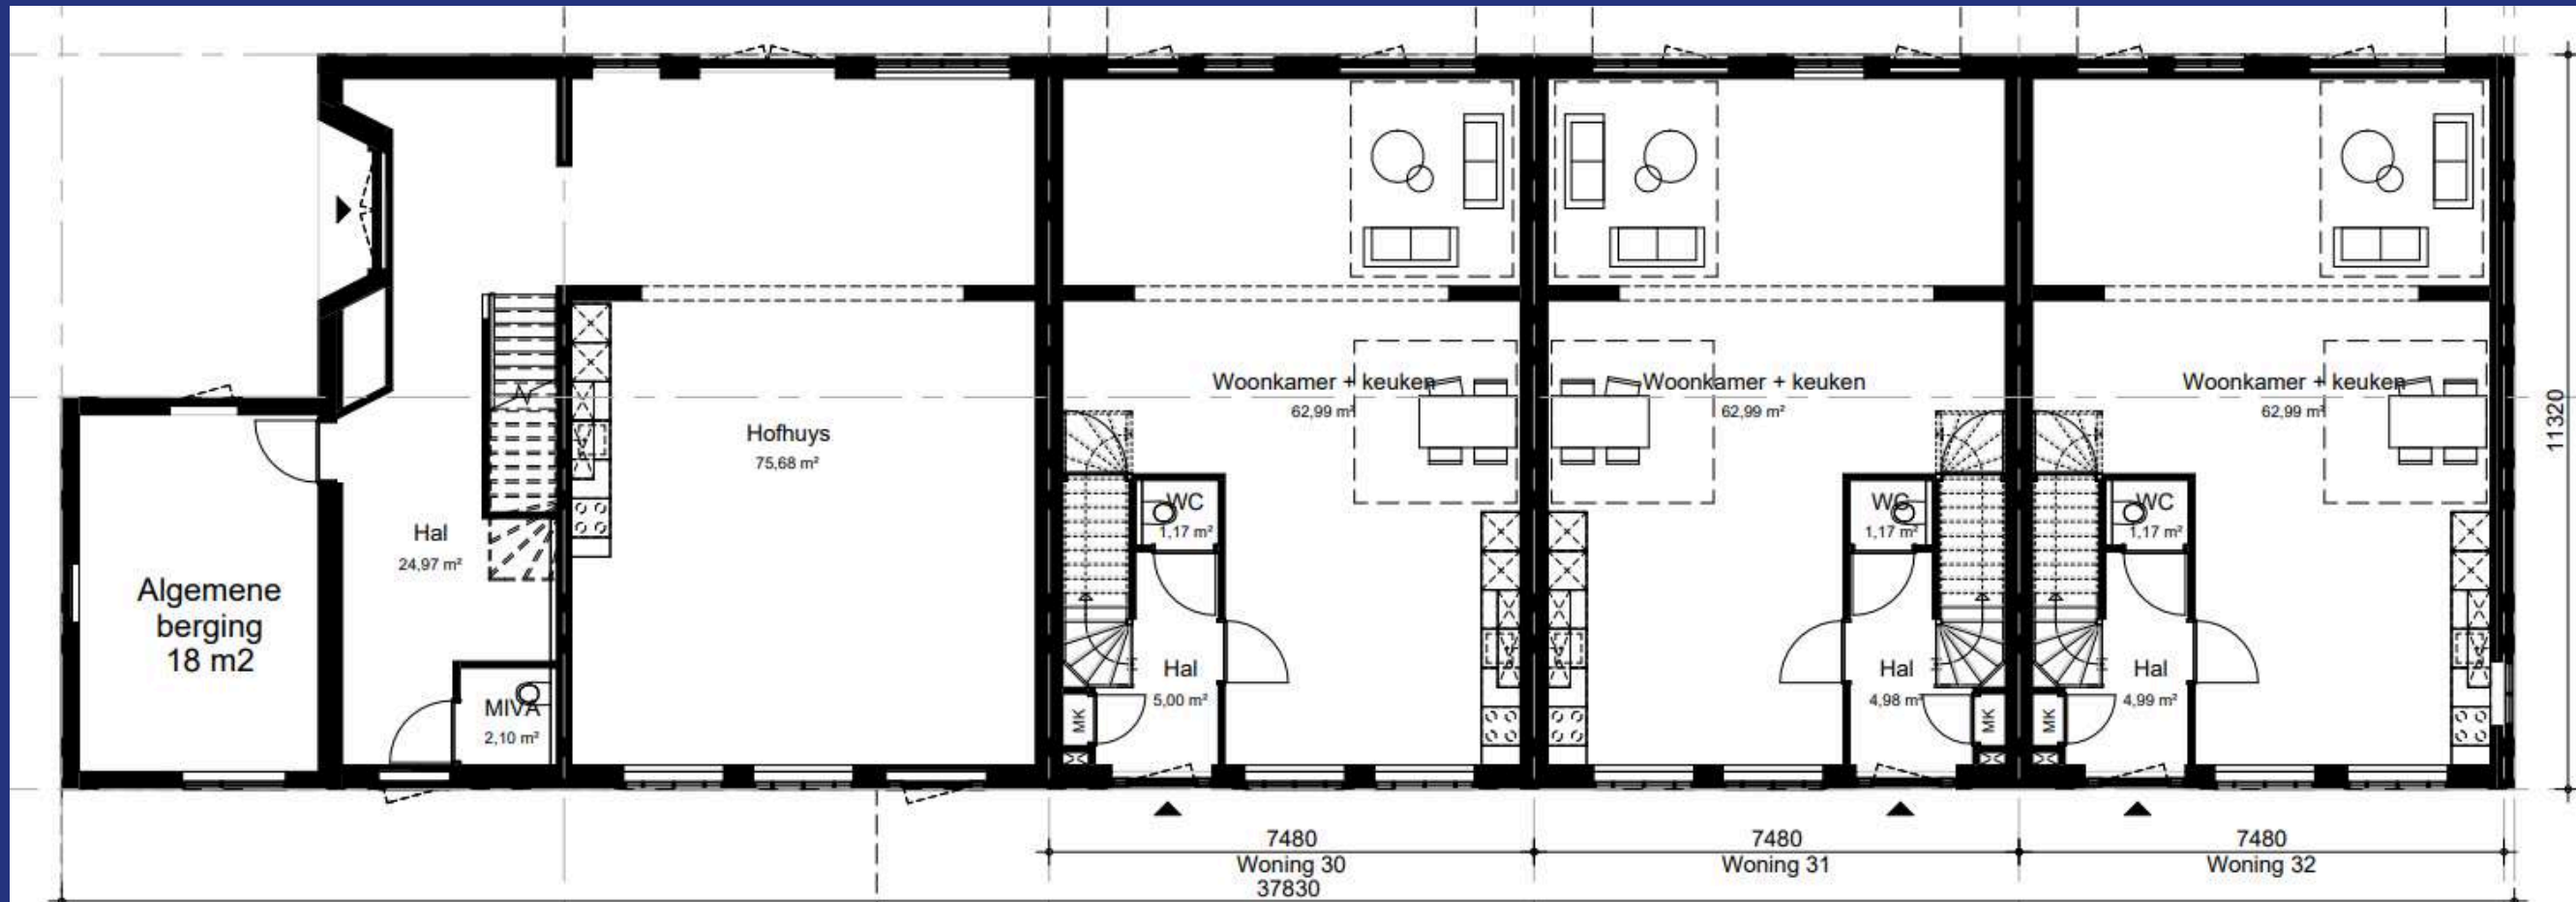 Algemene
berging
18 m2
Hal
24,97 m²
MIVA
2,10 m²
Hofhuys
75,68 m²
Woonkamer + keuken
62,99 m²
WC
1,17 m²
Hal
5,00 m²
MK
Woonkamer + keuken
62,99 m²
WC
1,17 m²
Hal
4,98 m²
MK
Woonkamer + keuken
62,99 m²
WC
1,17 m²
Hal
4,99 m²
MK
11320
7480
Woning 30
7480
Woning 31
7480
Woning 32
37830